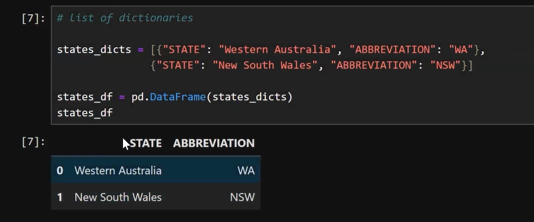 [7]: # list of dictionaries
states_dicts = [{"STATE": "Western Australia", "ABBREVIATION": "WA"},
{"STATE": "New South Wales", "ABBREVIATION": "NSW"}]
states_df = pd.DataFrame(states_dicts)
states_df
[7]: STATE ABBREVIATION
0 Western Australia WA
1 New South Wales NSW